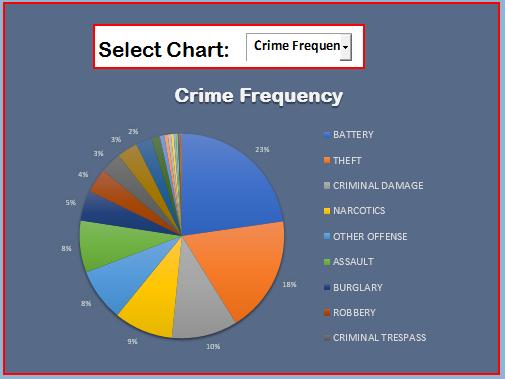 Select Chart: Crime Frequen
Crime Frequency
23%
18%
10%
9%
8%
8%
5%
4%
3%
3%
2%
BATTERY
THEFT
CRIMINAL DAMAGE
NARCOTICS
OTHER OFFENSE
ASSAULT
BURGLARY
ROBBERY
CRIMINAL TRESPASS